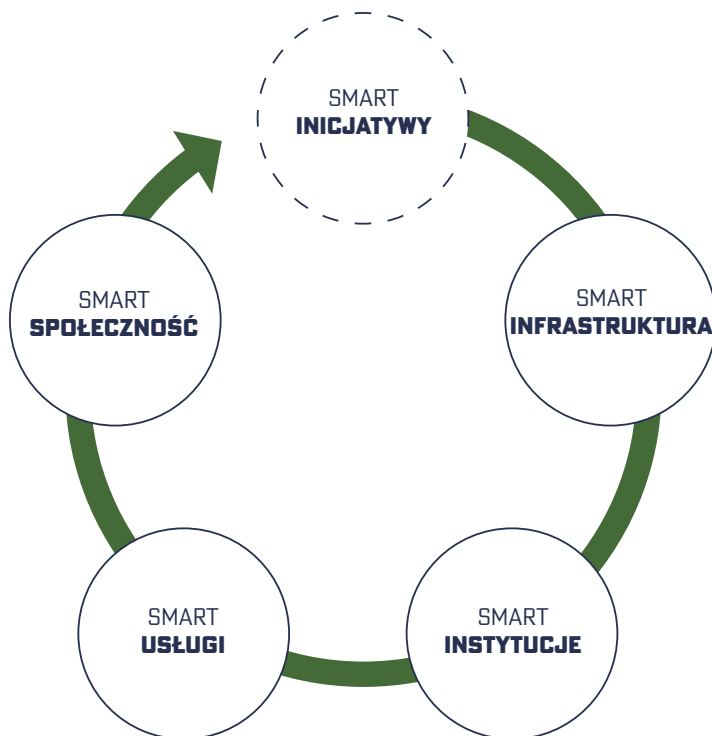 SMART
INICJATYWY
SMART
INFRASTRUKTURA
SMART
INSTYTUCJE
SMART
USŁUGI
SMART
SPOŁECZNOŚĆ